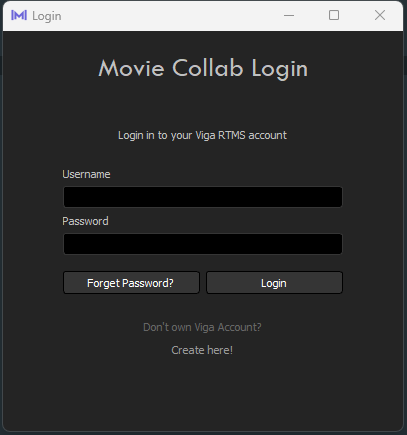 Login
Movie Collab Login
Login in to your Viga RTMS account
Username
Password
Forget Password? Login
Don't own Viga Account?
Create here!